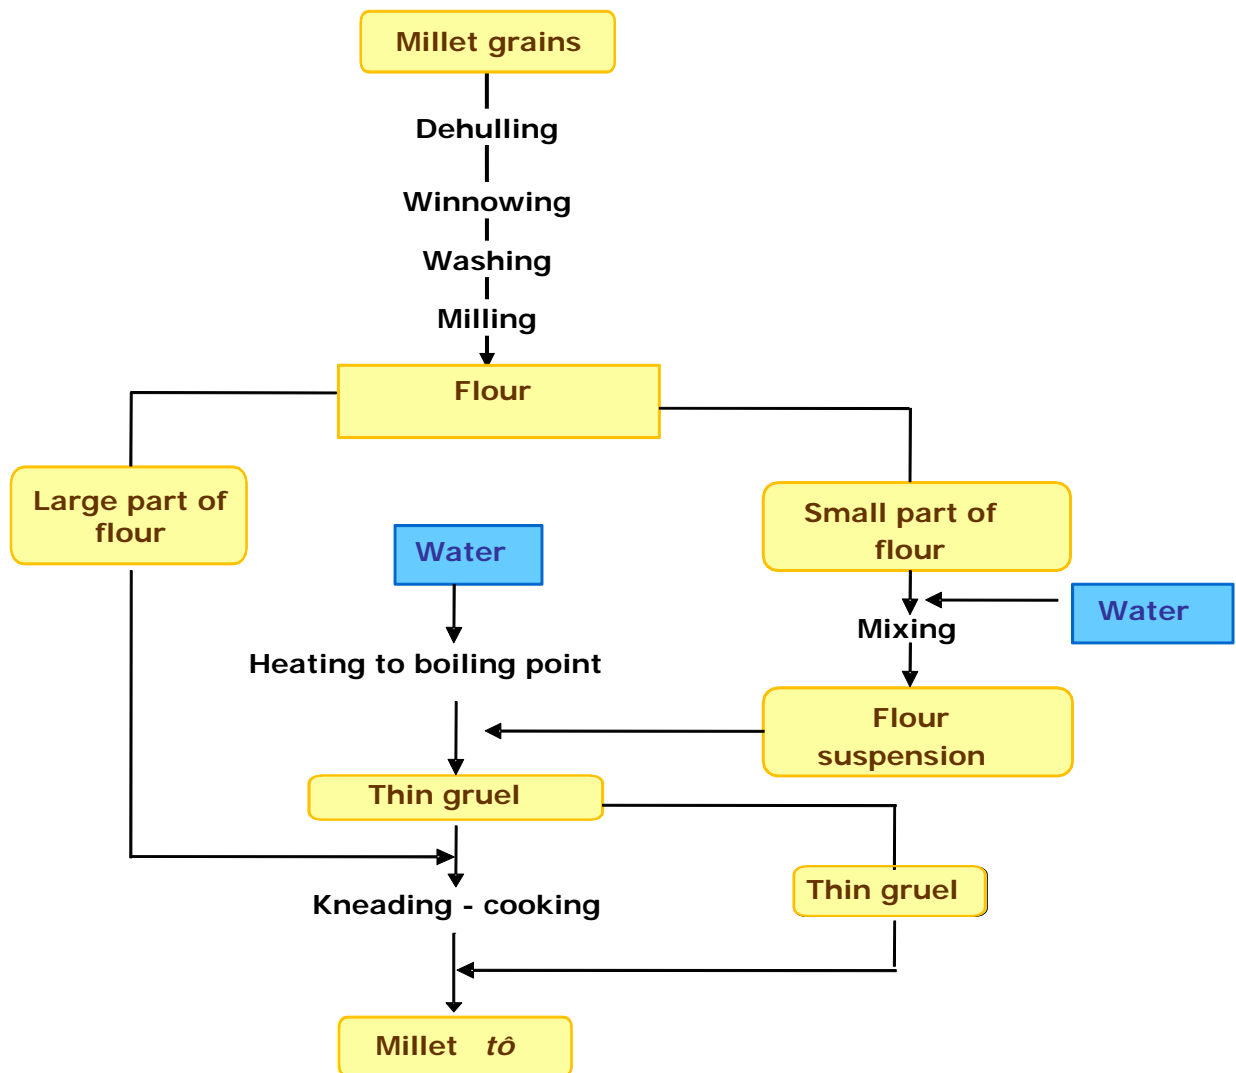 Millet grains
Dehulling
Winnowing
Washing
Milling
Flour
Large part of
flour
Small part of
flour
Water
Water
Mixing
Heating to boiling point
Flour
suspension
Thin gruel
Thin gruel
Kneading - cooking
Millet tô